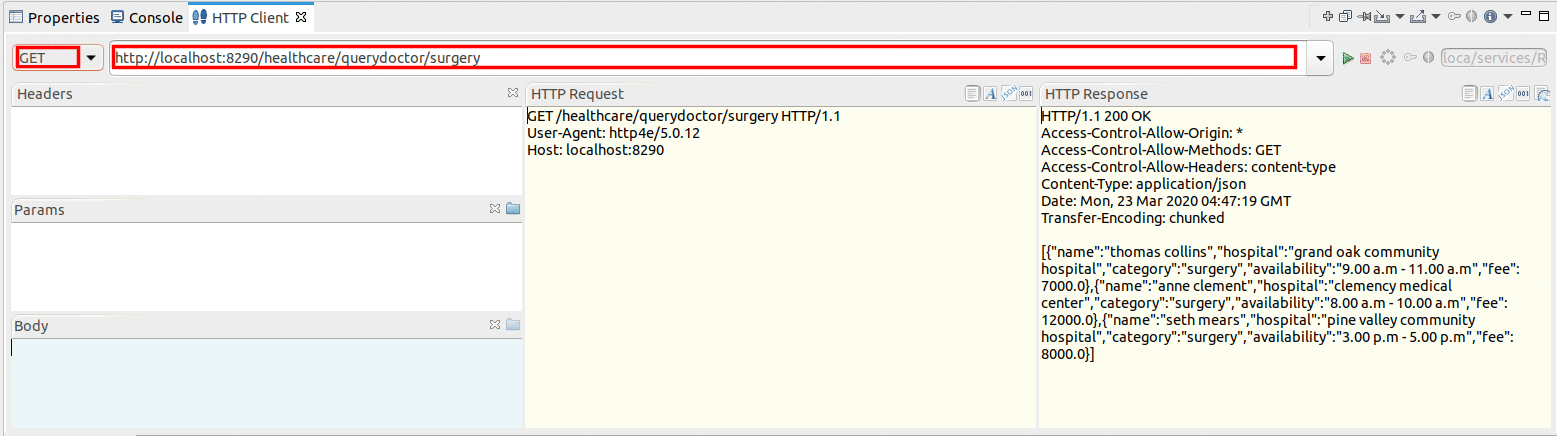 Properties Console HTTP Client
GET http://localhost:8290/healthcare/querydoctor/surgery loca/services/R
Headers
Params
Body
HTTP Request
GET /healthcare/querydoctor/surgery HTTP/1.1
User-Agent: http4e/5.0.12
Host: localhost:8290
HTTP Response
HTTP/1.1 200 OK
Access-Control-Allow-Origin: *
Access-Control-Allow-Methods: GET
Access-Control-Allow-Headers: content-type
Content-Type: application/json
Date: Mon, 23 Mar 2020 04:47:19 GMT
Transfer-Encoding: chunked
[{"name":"thomas collins","hospital":"grand oak community
hospital","category":"surgery","availability":"9.00 a.m - 11.00 a.m","fee":
7000.0},{"name":"anne clement","hospital":"clemency medical
center","category":"surgery","availability":"8.00 a.m - 10.00 a.m","fee":
12000.0},{"name":"seth mears","hospital":"pine valley community
hospital","category":"surgery","availability":"3.00 p.m - 5.00 p.m","fee":
8000.0}]